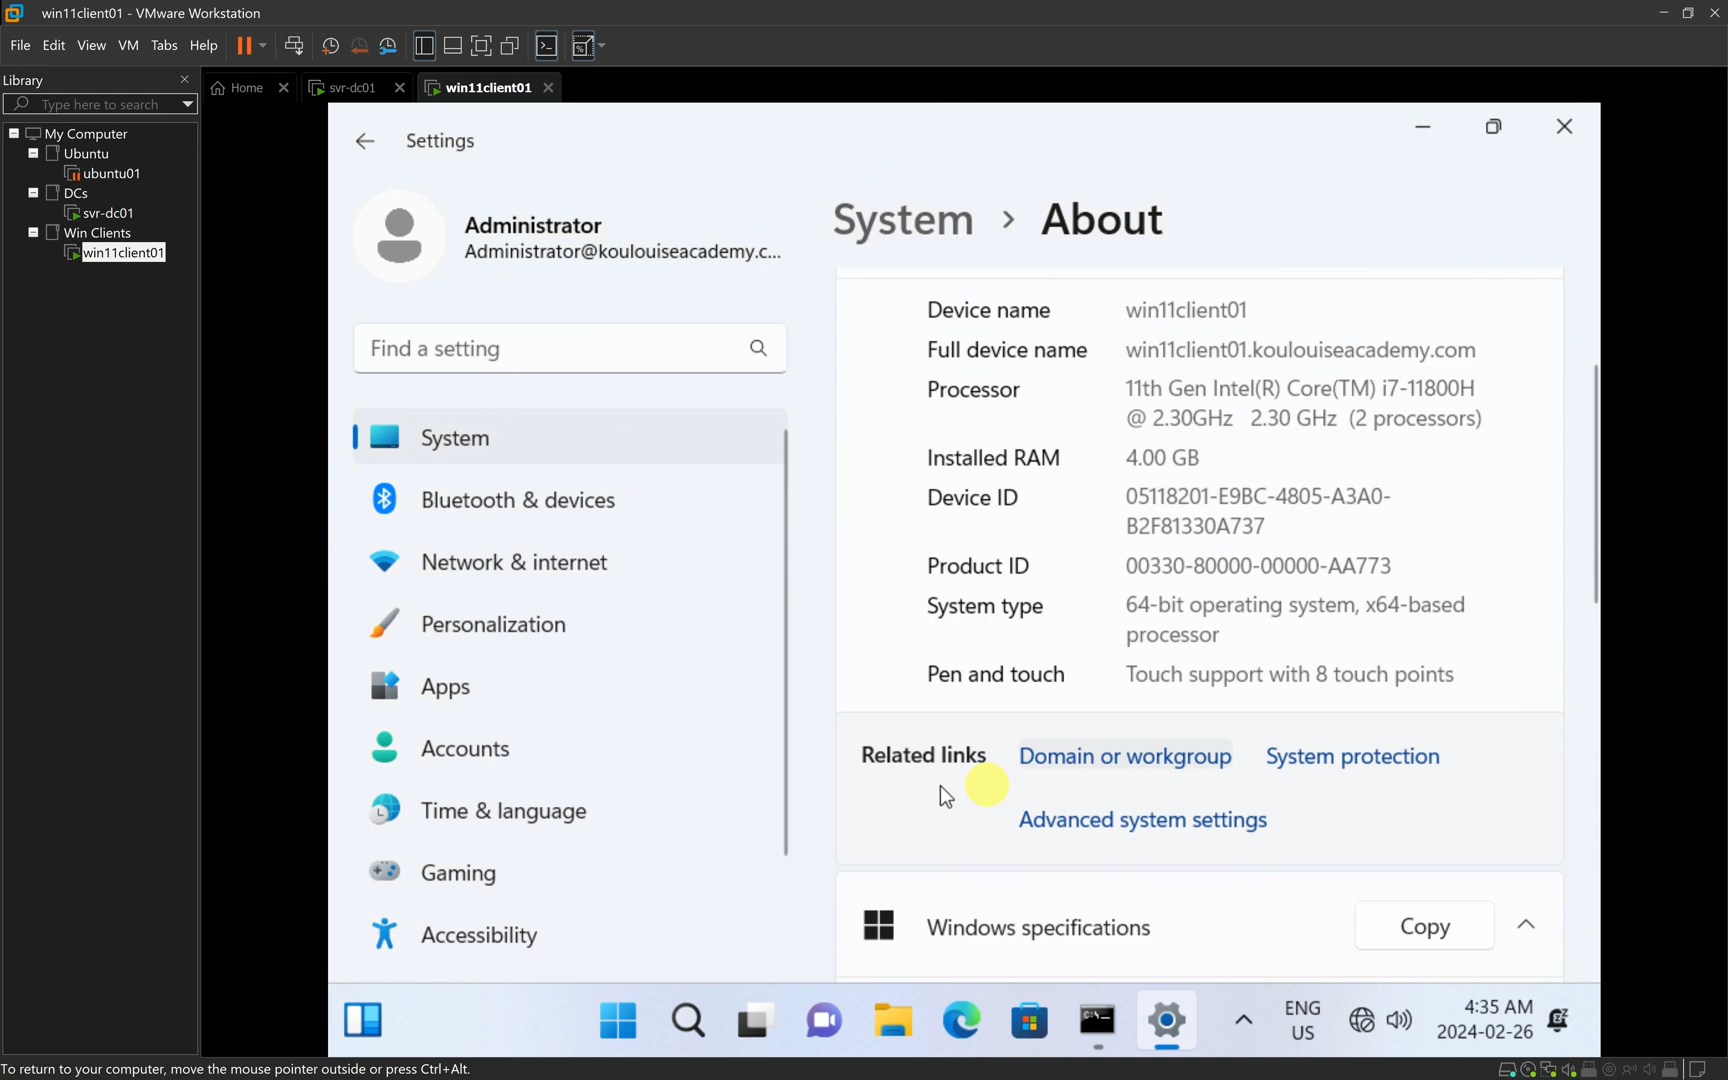 win11client01 - VMware Workstation
File Edit View VM Tabs Help
Library
Type here to search
My Computer
Ubuntu
ubuntu01
DCs
svr-dc01
Win Clients
win11client01
Home svr-dc01 win11client01
Settings
Administrator
Administrator@koulouiseacademy.c...
Find a setting
System
Bluetooth & devices
Network & internet
Personalization
Apps
Accounts
Time & language
Gaming
Accessibility
System > About
Device name win11client01
Full device name win11client01.koulouiseacademy.com
Processor 11th Gen Intel(R) Core(TM) i7-11800H
@ 2.30GHz 2.30 GHz (2 processors)
Installed RAM 4.00 GB
Device ID 05118201-E9BC-4805-A3A0-
B2F81330A737
Product ID 00330-80000-00000-AA773
System type 64-bit operating system, x64-based
processor
Pen and touch Touch support with 8 touch points
Related links Domain or workgroup System protection
Advanced system settings
Windows specifications Copy
ENG
US
4:35 AM
2024-02-26
To return to your computer, move the mouse pointer outside or press Ctrl+Alt.